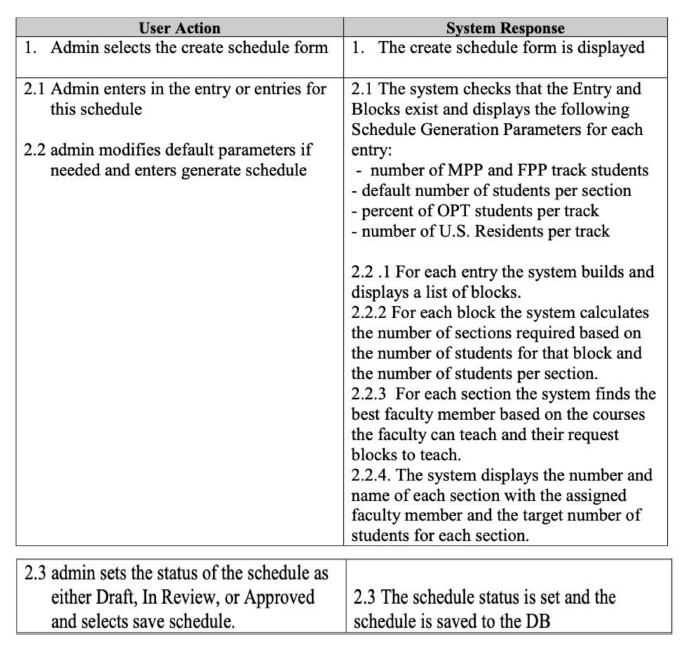 User Action
System Response
1. Admin selects the create schedule form
1. The create schedule form is displayed
2.1 Admin enters in the entry or entries for
this schedule
2.2 admin modifies default parameters if
needed and enters generate schedule
2.1 The system checks that the Entry and
Blocks exist and displays the following
Schedule Generation Parameters for each
entry:
- number of MPP and FPP track students
- default number of students per section
- percent of OPT students per track
- number of U.S. Residents per track
2.2 .1 For each entry the system builds and
displays a list of blocks.
2.2.2 For each block the system calculates
the number of sections required based on
the number of students for that block and
the number of students per section.
2.2.3 For each section the system finds the
best faculty member based on the courses
the faculty can teach and their request
blocks to teach.
2.2.4. The system displays the number and
name of each section with the assigned
faculty member and the target number of
students for each section.
2.3 admin sets the status of the schedule as
either Draft, In Review, or Approved
and selects save schedule.
2.3 The schedule status is set and the
schedule is saved to the DB